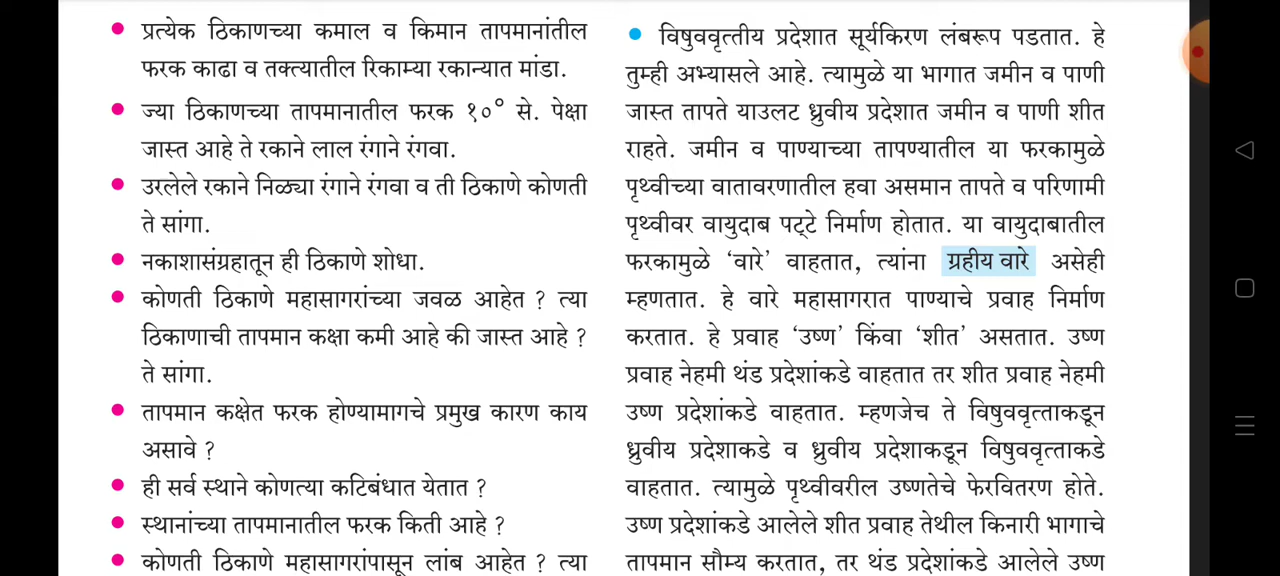 प्रत्येक ठिकाणच्या कमाल व किमान तापमानांतील
फरक काढा व तक्त्यातील रिकाम्या रकान्यात मांडा.
ज्या ठिकाणच्या तापमानातील फरक १०° से. पेक्षा
जास्त आहे ते रकाने लाल रंगाने रंगवा.
उरलेले रकाने निळ्या रंगाने रंगवा व ती ठिकाणे कोणती
ते सांगा.
नकाशासंग्रहातून ही ठिकाणे शोधा.
कोणती ठिकाणे महासागरांच्या जवळ आहेत ? त्या
ठिकाणाची तापमान कक्षा कमी आहे की जास्त आहे ?
ते सांगा.
तापमान कक्षेत फरक होण्यामागचे प्रमुख कारण काय
असावे ?
ही सर्व स्थाने कोणत्या कटिबंधात येतात ?
स्थानांच्या तापमानातील फरक किती आहे ?
कोणती ठिकाणे महासागरांपासून लांब आहेत ? त्या
विषुववृत्तीय प्रदेशात सूर्यकिरण लंबरूप पडतात. हे
तुम्ही अभ्यासले आहे. त्यामुळे या भागात जमीन व पाणी
जास्त तापते याउलट ध्रुवीय प्रदेशात जमीन व पाणी शीत
राहते. जमीन व पाण्याच्या तापण्यातील या फरकामुळे
पृथ्वीच्या वातावरणातील हवा असमान तापते व परिणामी
पृथ्वीवर वायुदाब पट्टे निर्माण होतात. या वायुदाबातील
फरकामुळे ‘वारे’ वाहतात, त्यांना ग्रहीय वारे असेही
म्हणतात. हे वारे महासागरात पाण्याचे प्रवाह निर्माण
करतात. हे प्रवाह ‘उष्ण’ किंवा ‘शीत’ असतात. उष्ण
प्रवाह नेहमी थंड प्रदेशांकडे वाहतात तर शीत प्रवाह नेहमी
उष्ण प्रदेशांकडे वाहतात. म्हणजेच ते विषुववृत्ताकडून
ध्रुवीय प्रदेशाकडे व ध्रुवीय प्रदेशाकडून विषुववृत्ताकडे
वाहतात. त्यामुळे पृथ्वीवरील उष्णतेचे फेरवितरण होते.
उष्ण प्रदेशांकडे आलेले शीत प्रवाह तेथील किनारी भागाचे
तापमान सौम्य करतात, तर थंड प्रदेशांकडे आलेले उष्ण